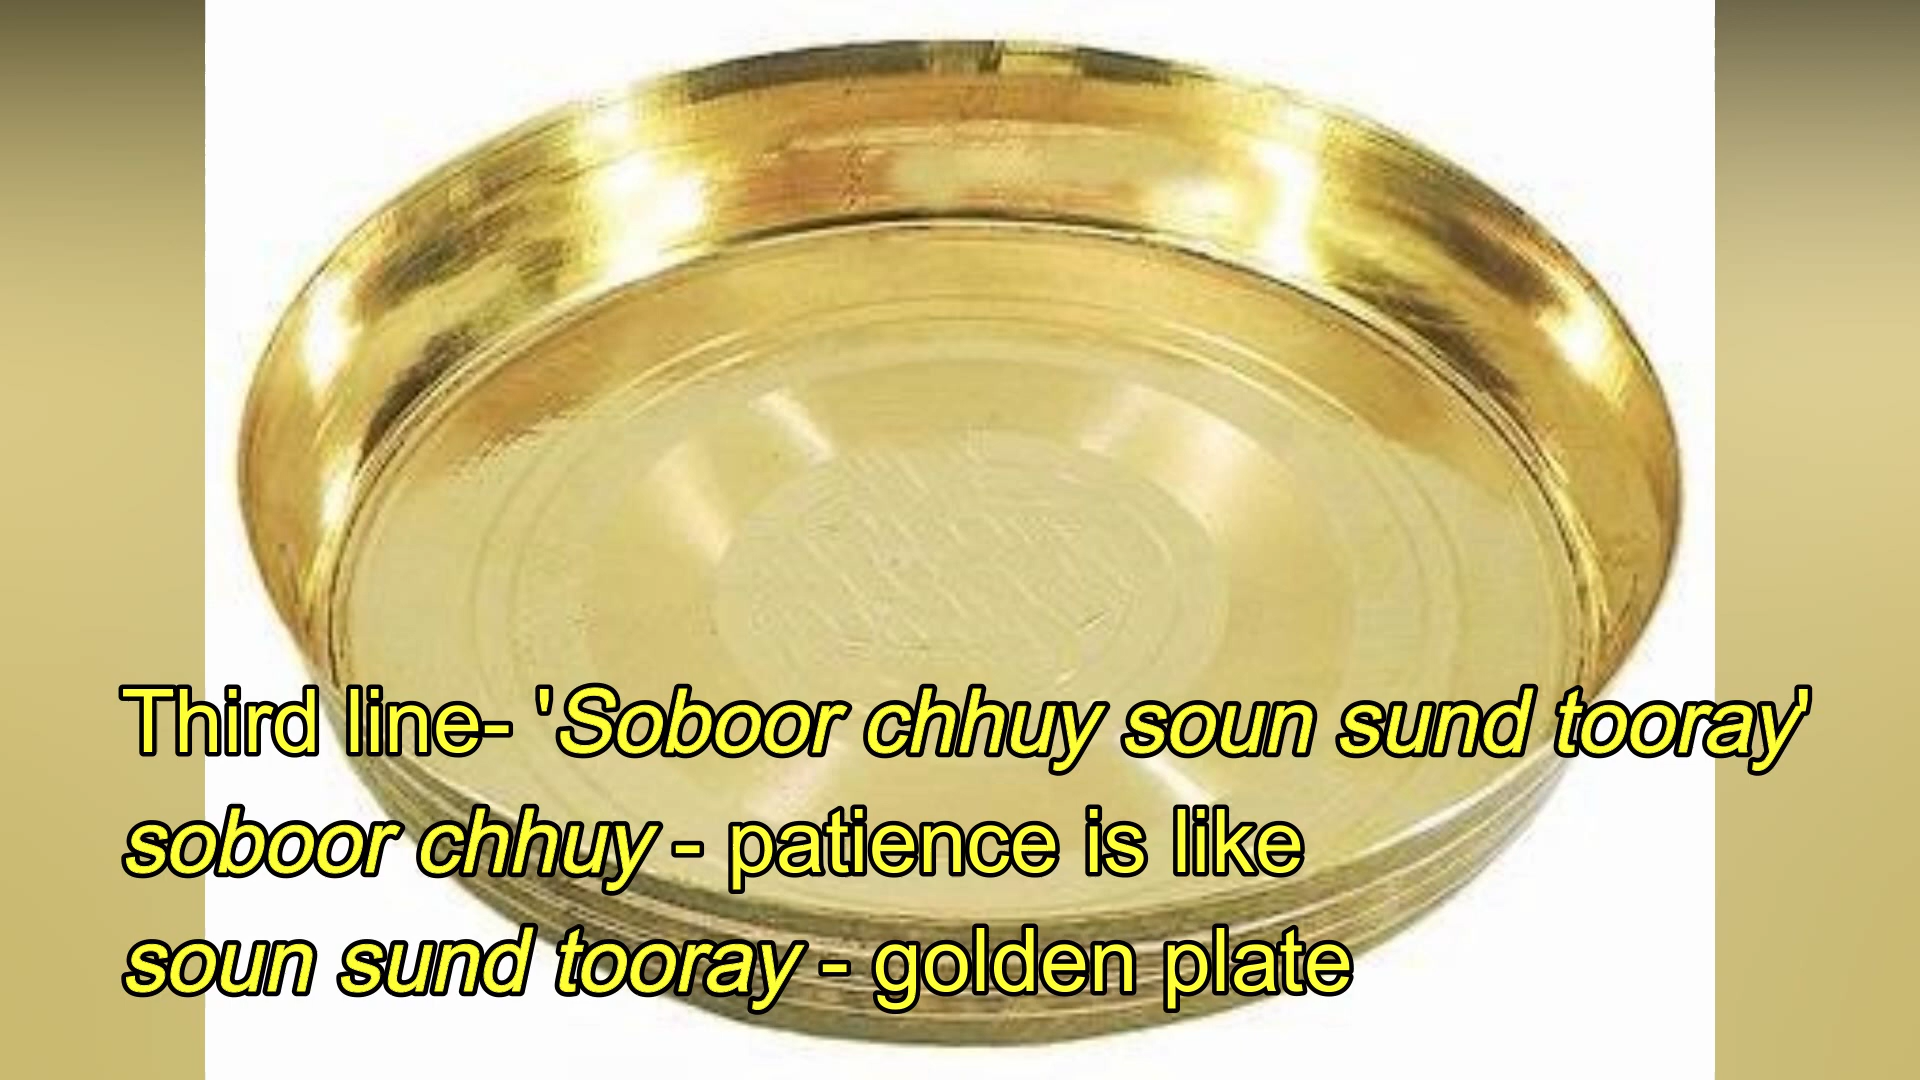 Third line- 'Soboor chhuy soun sund tooray'
soboor chhuy - patience is like
soun sund tooray - golden plate